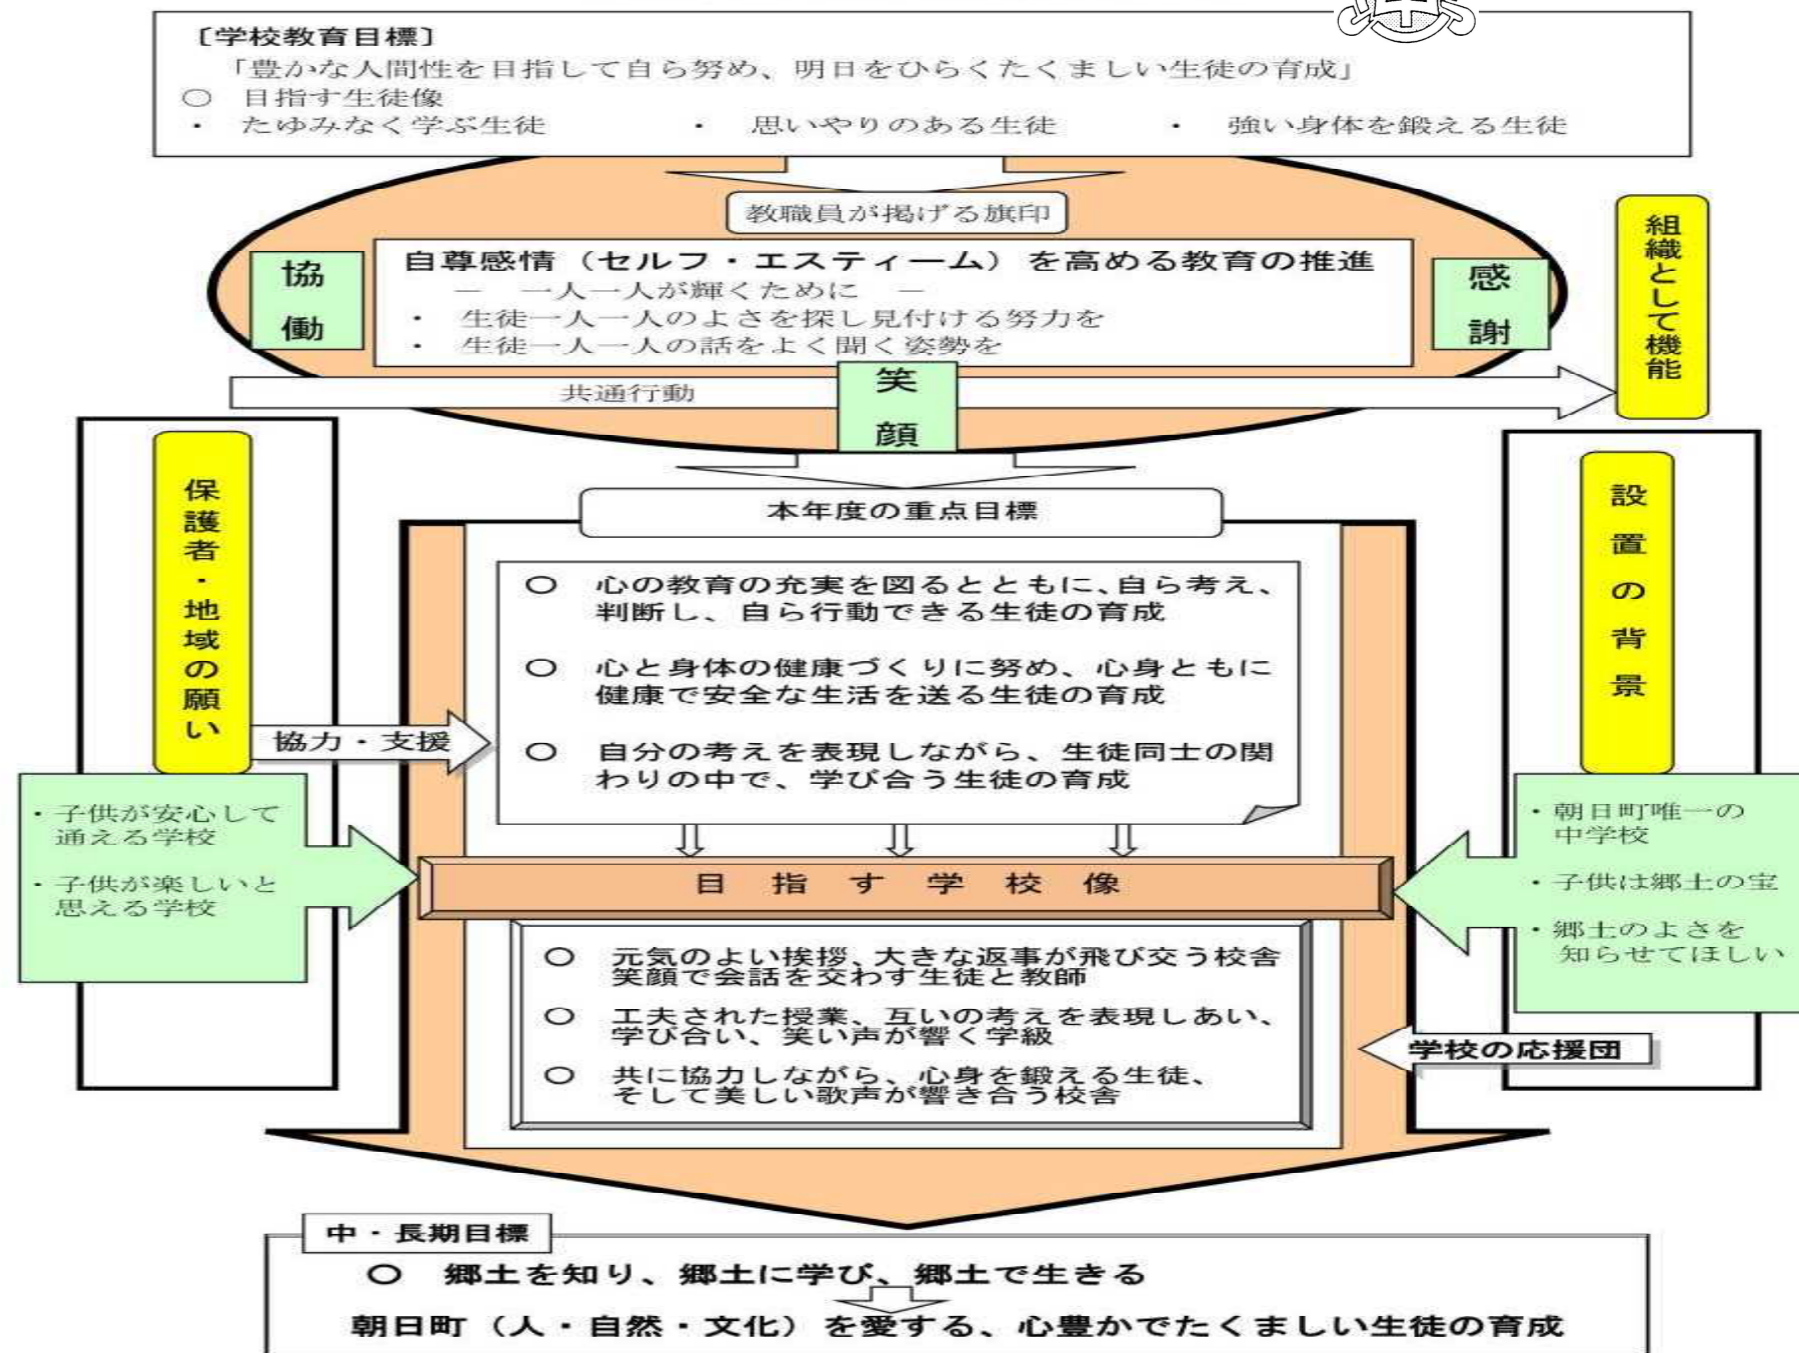 〔学校教育目標〕
「豊かな人間性を目指して自ら努め、明日をひらくたくましい生徒の育成」
○　目指す生徒像
・　たゆみなく学ぶ生徒　・　思いやりのある生徒　・　強い身体を鍛える生徒
教職員が掲げる旗印
自尊感情（セルフ・エスティーム）を高める教育の推進
－　一人一人が輝くために　－
・　生徒一人一人のよさを探し見付ける努力を
・　生徒一人一人の話をよく聞く姿勢を
協働
感謝
笑顔
共通行動
組織として機能
保護者・地域の願い
設置の背景
本年度の重点目標
○　心の教育の充実を図るとともに、自ら考え、
判断し、自ら行動できる生徒の育成
○　心と身体の健康づくりに努め、心身ともに
健康で安全な生活を送る生徒の育成
○　自分の考えを表現しながら、生徒同士の関
わりの中で、学び合う生徒の育成
協力・支援
・子供が安心して
通える学校
・子供が楽しいと
思える学校
・朝日町唯一の
中学校
・子供は郷土の宝
・郷土のよさを
知らせてほしい
目指す学校像
○　元気のよい挨拶、大きな返事が飛び交う校舎
笑顔で会話を交わす生徒と教師
○　工夫された授業、互いの考えを表現しあい、
学び合い、笑い声が響く学級
○　共に協力しながら、心身を鍛える生徒、
そして美しい歌声が響き合う校舎
学校の応援団
中・長期目標
○　郷土を知り、郷土に学び、郷土で生きる
朝日町（人・自然・文化）を愛する、心豊かでたくましい生徒の育成